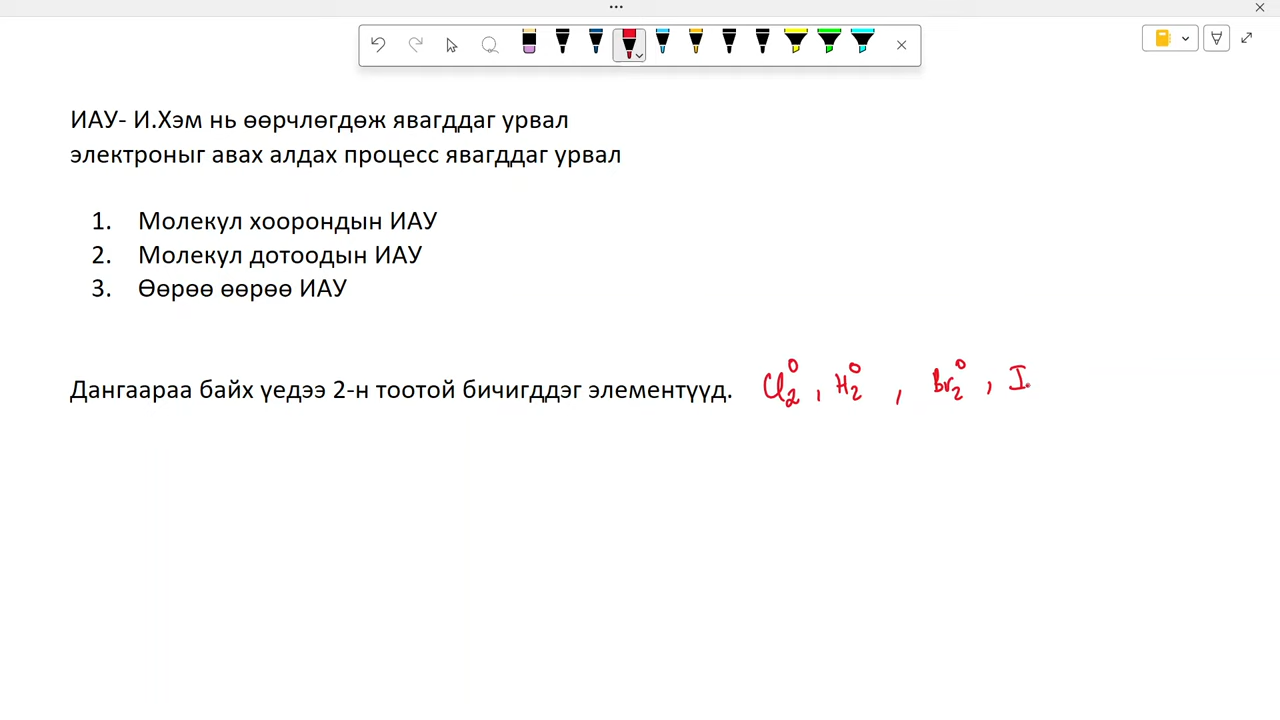 ИАУ- И.Хэм нь өөрчлөгдөж явагддаг урвал
электроныг авах алдах процесс явагддаг урвал
1. Молекул хоорондын ИАУ
2. Молекул дотоодын ИАУ
3. Өөрөө өөрөө ИАУ
Дангаараа байх үедээ 2-н тоотой бичигддэг элементүүд. Cl₂⁰, H₂⁰ , Br₂⁰, I